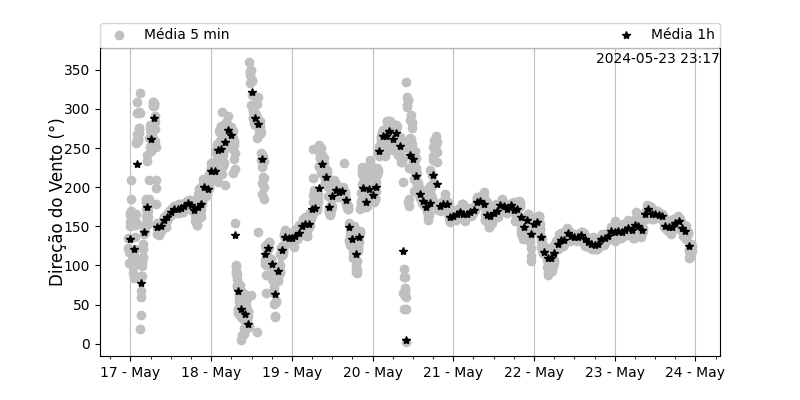 Média 5 min
Média 1h
2024-05-23 23:17
Direção do Vento (°)
350
300
250
200
150
100
50
0
17 - May
18 - May
19 - May
20 - May
21 - May
22 - May
23 - May
24 - May